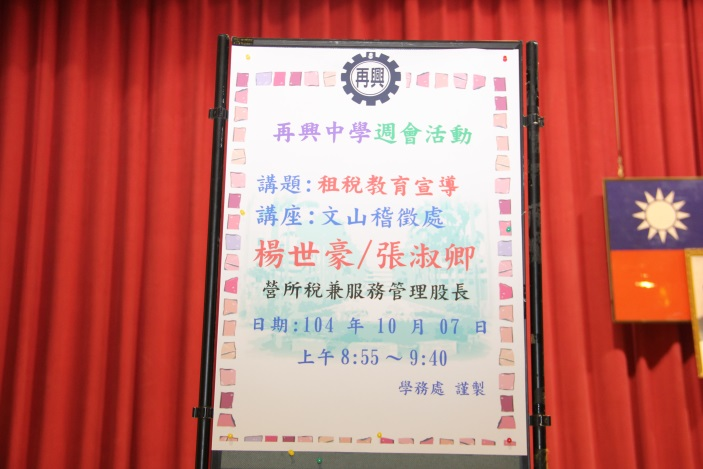 再興
再興中學週會活動
講題:租稅教育宣導
講座:文山稽徵處
楊世豪/張淑卿
營所稅兼服務管理股長
日期:104 年 10 月 07 日
上午 8:55～9:40
學務處 謹製